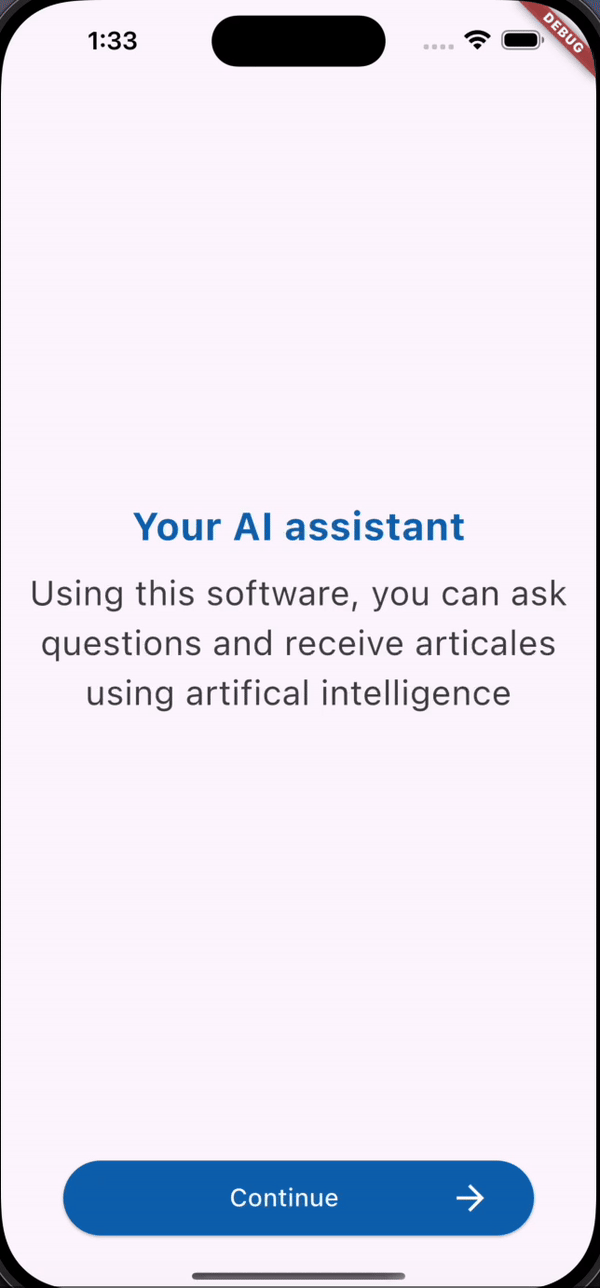 1:33
DEBUG
Your AI assistant
Using this software, you can ask
questions and receive articales
using artifical intelligence
Continue